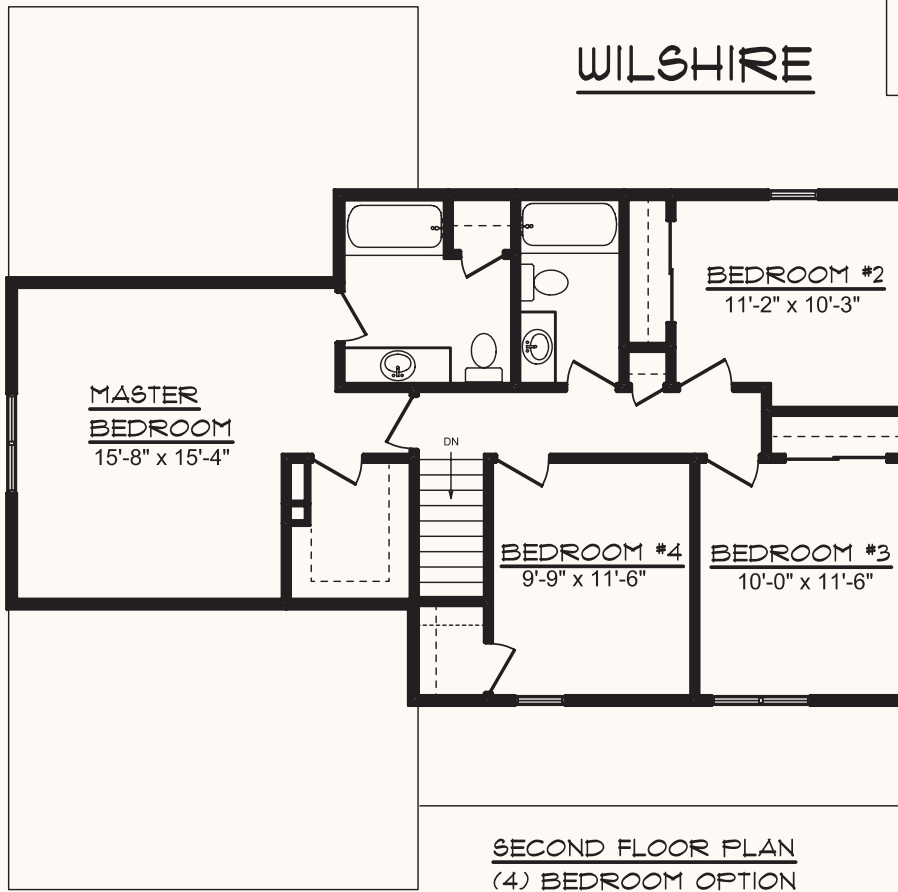 WILSHIRE
BEDROOM #2
11'-2" x 10'-3"
MASTER
BEDROOM
15'-8" x 15'-4"
DN
BEDROOM #4
9'-9" x 11'-6"
BEDROOM #3
10'-0" x 11'-6"
SECOND FLOOR PLAN
(4) BEDROOM OPTION